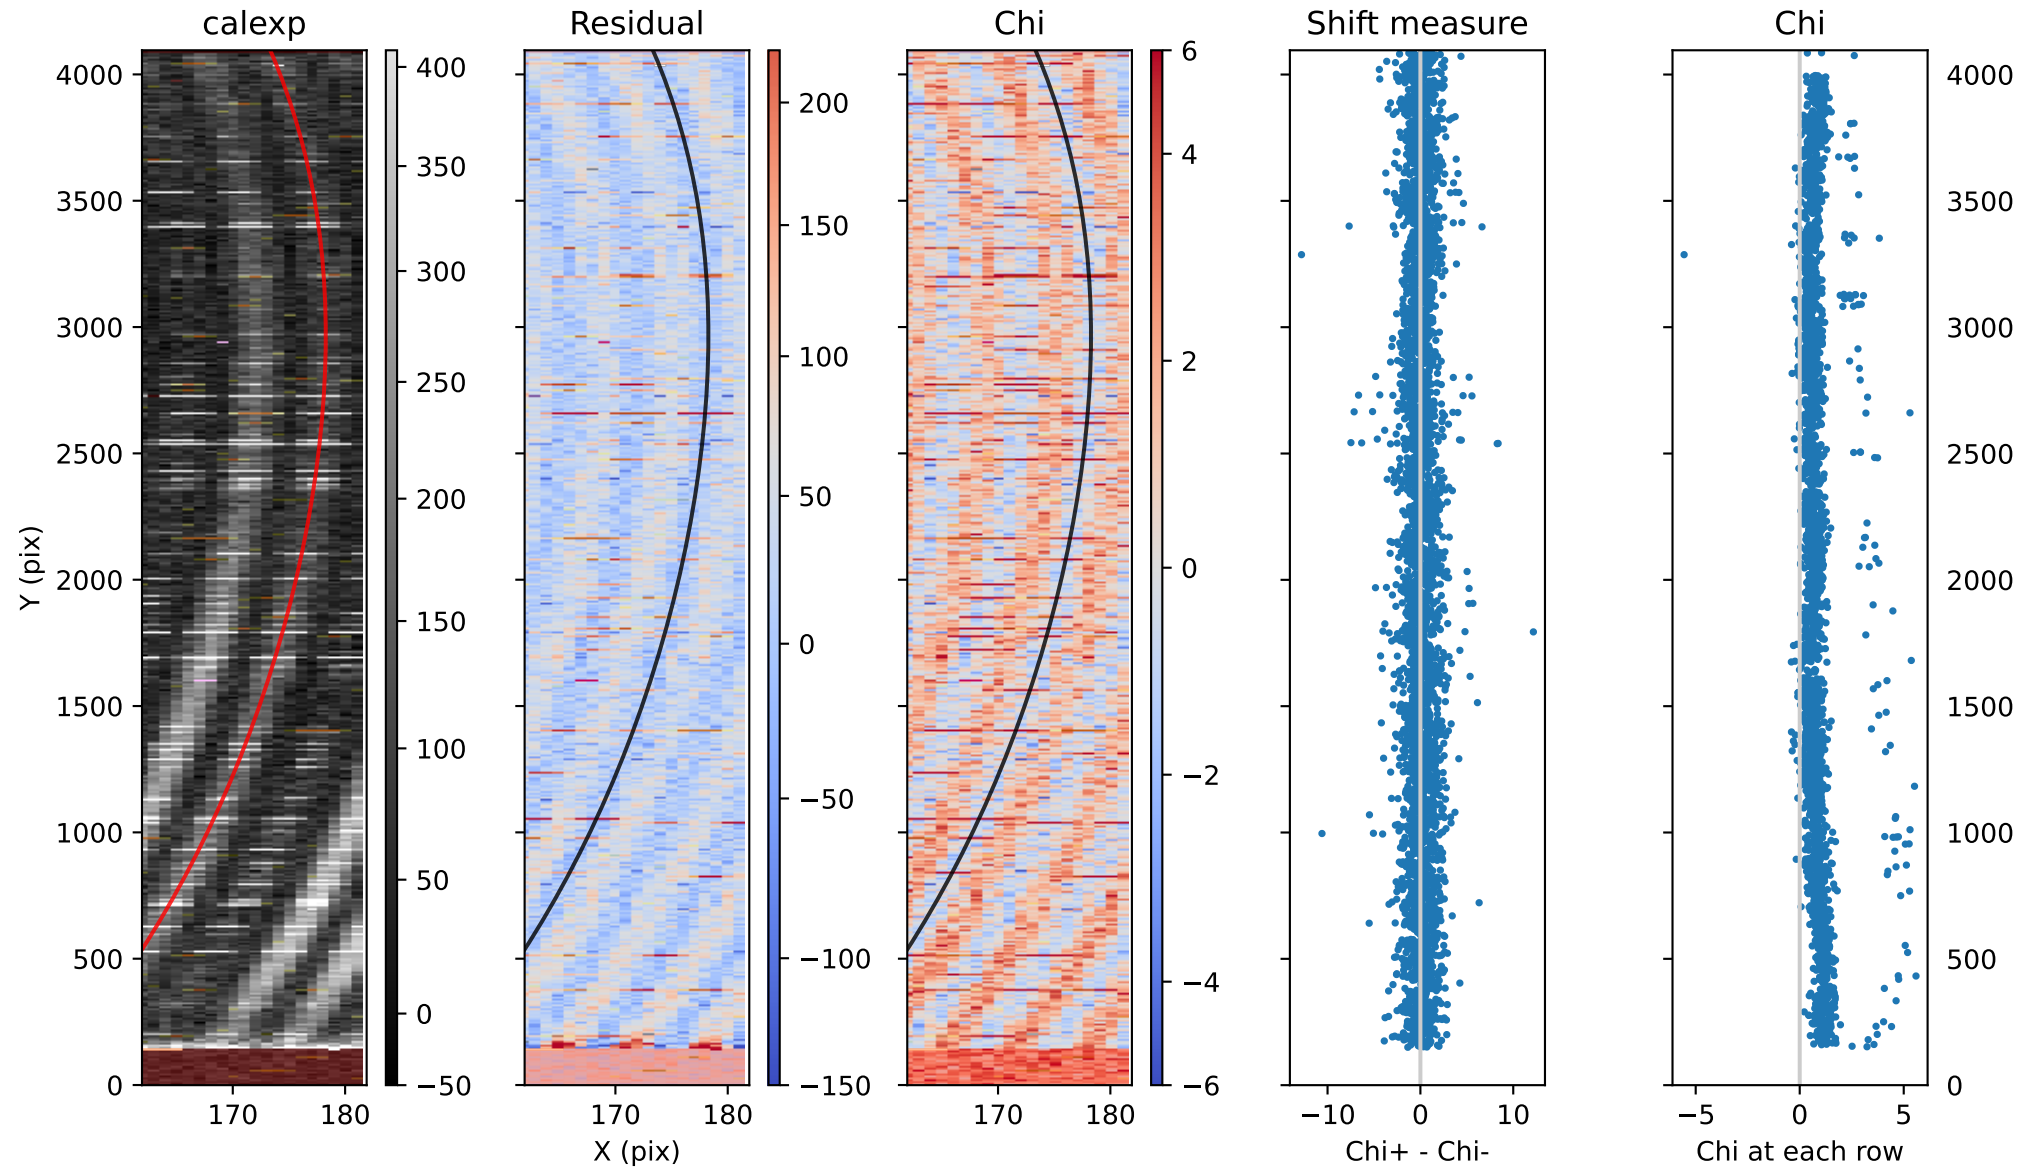 calexp Residual Chi Shift measure Chi
Y (pix)
4000 3500 3000 2500 2000 1500 1000 500 0
170 180
400 350 300 250 200 150 100 50 0 −50
170 180
X (pix)
200 150 100 50 0 −50 −100 −150
170 180
6 4 2 0 −2 −4 −6
−10 0 10
Chi+ - Chi-
−5 0 5
Chi at each row
4000 3500 3000 2500 2000 1500 1000 500 0